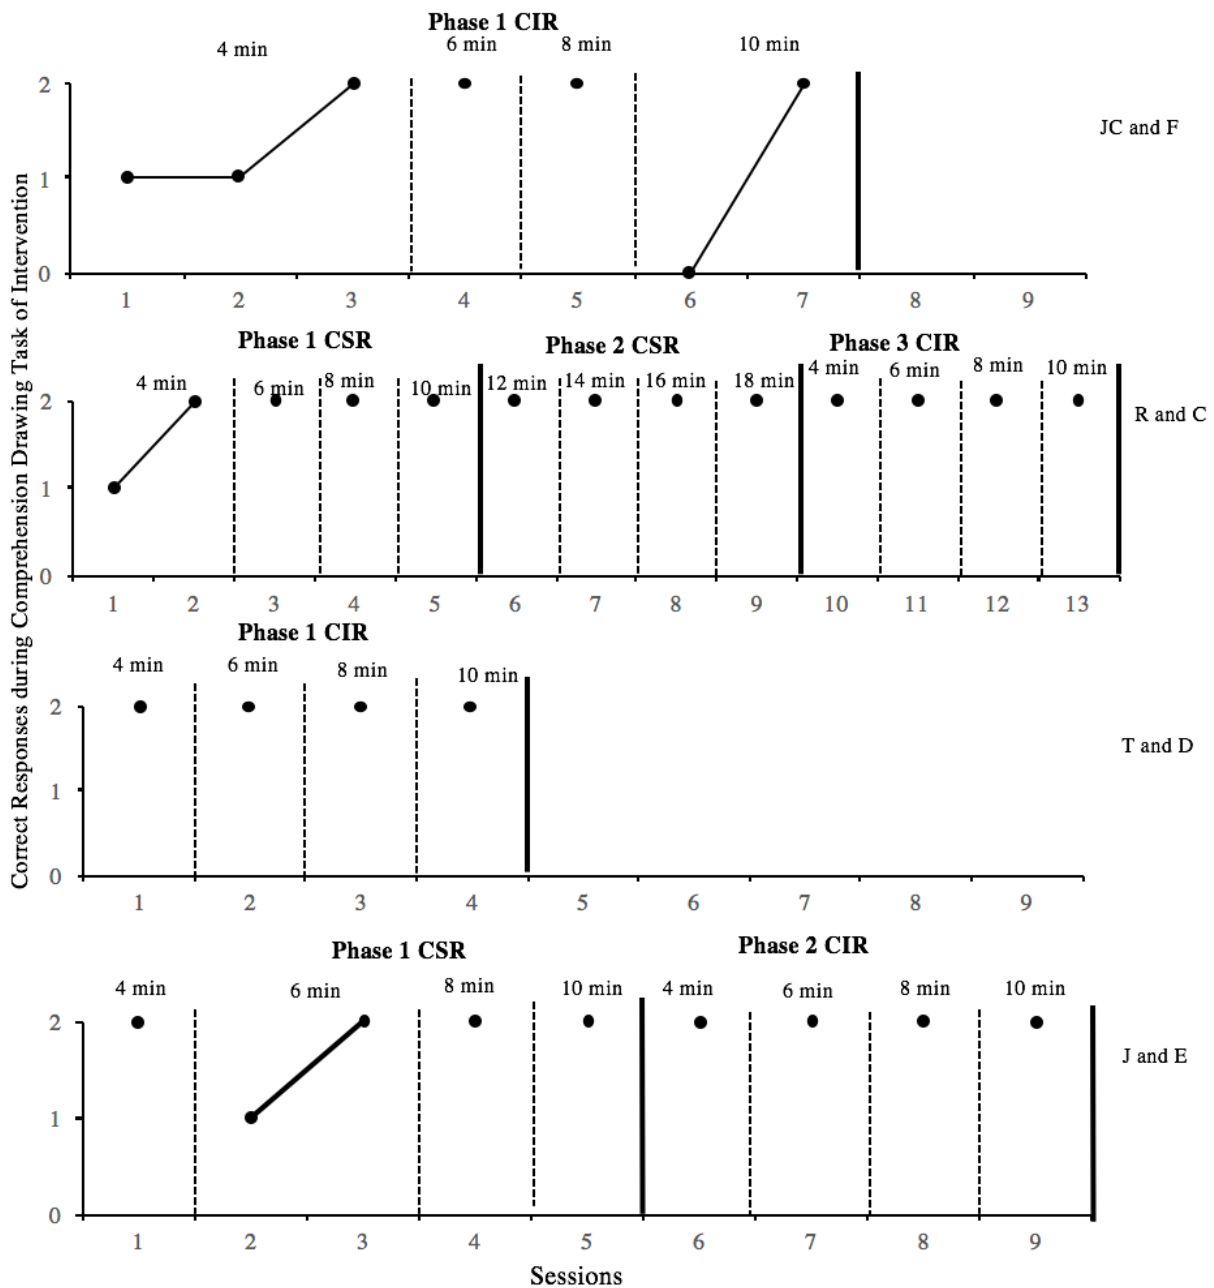 Correct Responses during Comprehension Drawing Task of Intervention
Phase 1 CIR
4 min 6 min 8 min 10 min
2
1
0
JC and F
1 2 3 4 5 6 7 8 9
Phase 1 CSR Phase 2 CSR Phase 3 CIR
4 min 6 min 8 min 10 min 12 min 14 min 16 min 18 min 4 min 6 min 8 min 10 min
2
1
0
R and C
1 2 3 4 5 6 7 8 9 10 11 12 13
Phase 1 CIR
4 min 6 min 8 min 10 min
2
1
0
T and D
1 2 3 4 5 6 7 8 9
Phase 1 CSR Phase 2 CIR
4 min 6 min 8 min 10 min 4 min 6 min 8 min 10 min
2
1
0
J and E
1 2 3 4 5 6 7 8 9
Sessions